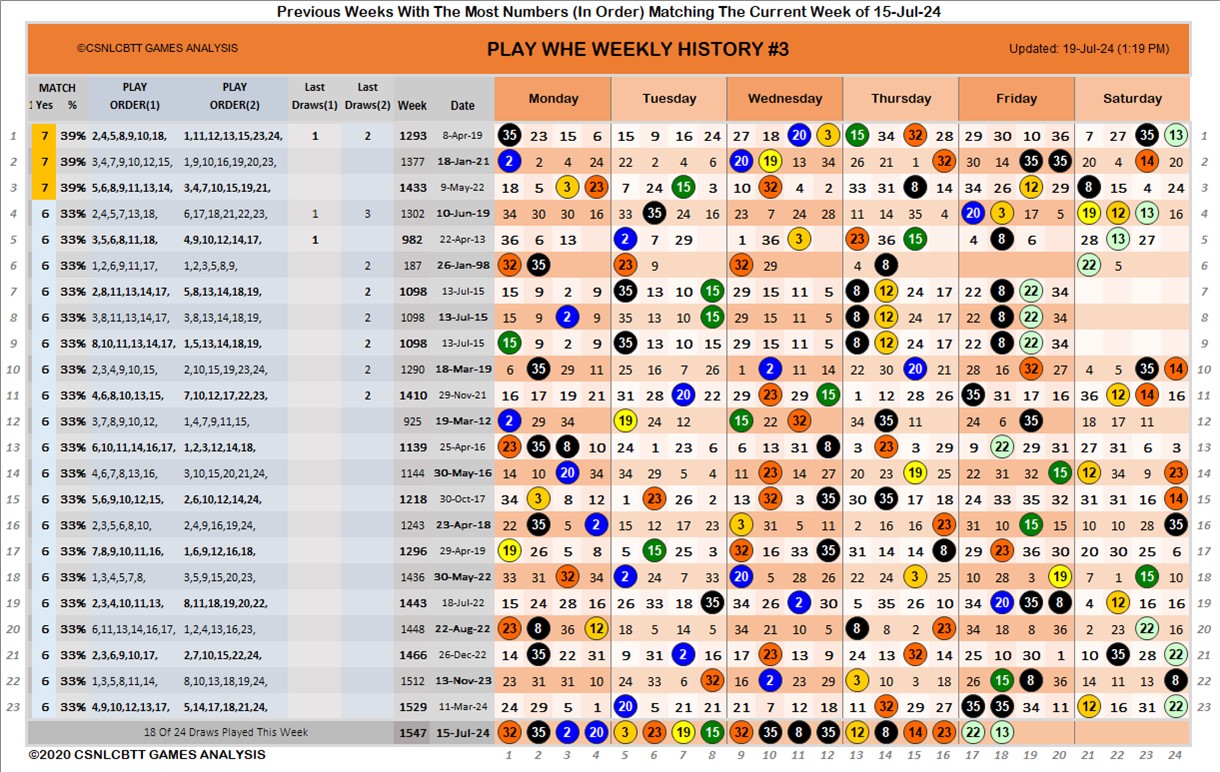 Previous Weeks With The Most Numbers (In Order) Matching The Current Week of 15-Jul-24
©CSNLCBTT GAMES ANALYSIS PLAY WHE WEEKLY HISTORY #3 Updated: 19-Jul-24 (1:19 PM)
MATCH PLAY PLAY Last Last
Yes % ORDER(1) ORDER(2) Draws(1) Draws(2) Week Date Monday Tuesday Wednesday Thursday Friday Saturday
1 7 39% 2,4,5,8,9,10,18, 1,11,12,13,15,23,24, 1 2 1293 8-Apr-19 35 23 15 6 15 9 16 24 27 18 20 3 15 34 32 28 29 30 10 36 7 27 35 13 1
2 7 39% 3,4,7,9,10,12,15, 1,9,10,16,19,20,23, 1377 18-Jan-21 2 2 4 24 22 2 4 6 20 19 13 34 26 21 1 32 30 14 35 35 20 4 14 20 2
3 7 39% 5,6,8,9,11,13,14, 3,4,7,10,15,19,21, 1433 9-May-22 18 5 3 23 7 24 15 3 10 32 4 2 33 31 8 14 34 26 12 29 8 15 4 24 3
4 6 33% 2,4,5,7,13,18, 6,17,18,21,22,23, 1 3 1302 10-Jun-19 34 30 30 16 33 35 24 16 23 7 24 28 11 14 35 4 17 3 17 5 19 12 13 16 4
5 6 33% 3,5,6,8,11,18, 4,9,10,12,14,17, 1 982 22-Apr-13 36 6 13 2 7 29 1 36 3 23 36 15 4 8 6 28 13 27 5
6 6 33% 1,2,6,9,11,17, 1,2,3,5,8,9, 2 187 26-Jan-98 32 35 23 9 32 29 4 8 22 5 6
7 6 33% 2,8,11,13,14,17, 5,8,13,14,18,19, 2 1098 13-Jul-15 15 9 2 9 35 13 10 15 29 15 11 5 8 12 24 17 22 8 22 34 7
8 6 33% 3,8,11,13,14,17, 3,8,13,14,18,19, 2 1098 13-Jul-15 15 9 2 9 35 13 10 15 29 15 11 5 8 12 24 17 22 8 22 34 8
9 6 33% 8,10,11,13,14,17, 1,5,13,14,18,19, 2 1098 13-Jul-15 15 9 2 9 35 13 10 15 29 15 11 5 8 12 24 17 22 8 22 34 9
10 6 33% 2,3,4,9,10,15, 2,10,15,19,23,24, 2 1290 18-Mar-19 6 35 29 11 25 16 7 26 1 2 11 14 22 30 20 21 28 16 32 27 4 5 35 14 10
11 6 33% 4,6,8,10,13,15, 7,10,12,17,22,23, 2 1410 29-Nov-21 16 17 19 21 31 28 20 22 29 23 29 15 1 12 28 26 35 31 17 16 36 12 14 16 11
12 6 33% 3,7,8,9,10,12, 1,4,7,9,11,15, 925 19-Mar-12 2 29 34 19 24 12 15 12 32 34 35 11 24 6 35 18 17 11 12
13 6 33% 6,10,11,14,16,17, 1,2,3,12,14,18, 1139 25-Apr-16 23 35 8 10 24 1 23 6 6 13 31 8 3 23 3 29 9 22 29 31 27 31 6 3 13
14 6 33% 4,6,7,8,13,16, 3,10,15,20,21,24, 1144 30-May-16 14 10 20 34 34 29 5 4 11 23 14 27 20 23 19 25 22 22 32 15 12 34 9 23 14
15 6 33% 5,6,9,10,12,15, 2,6,10,12,14,24, 1218 30-Oct-17 34 3 8 12 1 23 26 2 13 32 3 35 30 35 17 18 24 33 35 32 31 31 16 14 15
16 6 33% 2,3,5,6,8,10, 2,4,9,16,19,24, 1243 23-Apr-18 22 35 5 2 15 12 17 23 3 31 5 11 2 16 16 23 31 10 15 15 10 10 28 35 16
17 6 33% 7,8,9,10,11,16, 1,6,9,12,16,18, 1296 29-Apr-19 19 26 5 8 5 15 25 3 32 16 33 35 31 14 14 8 29 23 36 30 20 30 25 6 17
18 6 33% 1,3,4,5,7,8, 3,5,9,15,20,23, 1436 30-May-22 33 31 32 34 2 24 7 33 20 5 28 26 22 24 3 25 10 28 3 19 7 1 15 10 18
19 6 33% 2,3,4,10,11,13, 8,11,18,19,20,22, 1443 18-Jul-22 15 24 28 16 26 33 18 35 34 26 2 30 5 35 26 10 34 20 35 8 4 12 16 16 19
20 6 33% 6,11,13,14,16,17, 1,2,4,13,16,23, 1448 22-Aug-22 23 8 36 12 18 5 14 5 34 21 10 5 8 8 2 23 34 18 8 36 2 23 22 16 20
21 6 33% 2,3,6,9,10,17, 2,7,10,15,22,24, 1466 26-Dec-22 14 35 22 31 9 31 2 16 17 23 13 9 24 13 32 14 25 10 30 1 10 35 28 22 21
22 6 33% 1,3,5,8,11,14, 8,10,13,18,19,24, 1512 13-Nov-23 23 31 31 10 24 33 6 32 16 2 23 29 3 10 3 18 26 15 8 36 14 11 13 8 22
23 6 33% 4,9,10,12,13,17, 5,14,17,18,21,24, 1529 11-Mar-24 24 29 5 1 20 5 21 21 21 7 12 18 11 32 29 28 35 35 34 11 12 16 31 22 23
18 Of 24 Draws Played This Week 1547 15-Jul-24 32 35 2 20 3 23 19 15 32 35 8 35 12 8 14 23 22 13
©2020 CSNLCBTT GAMES ANALYSIS 1 2 3 4 5 6 7 8 9 10 11 12 13 14 15 16 17 18 19 20 21 22 23 24